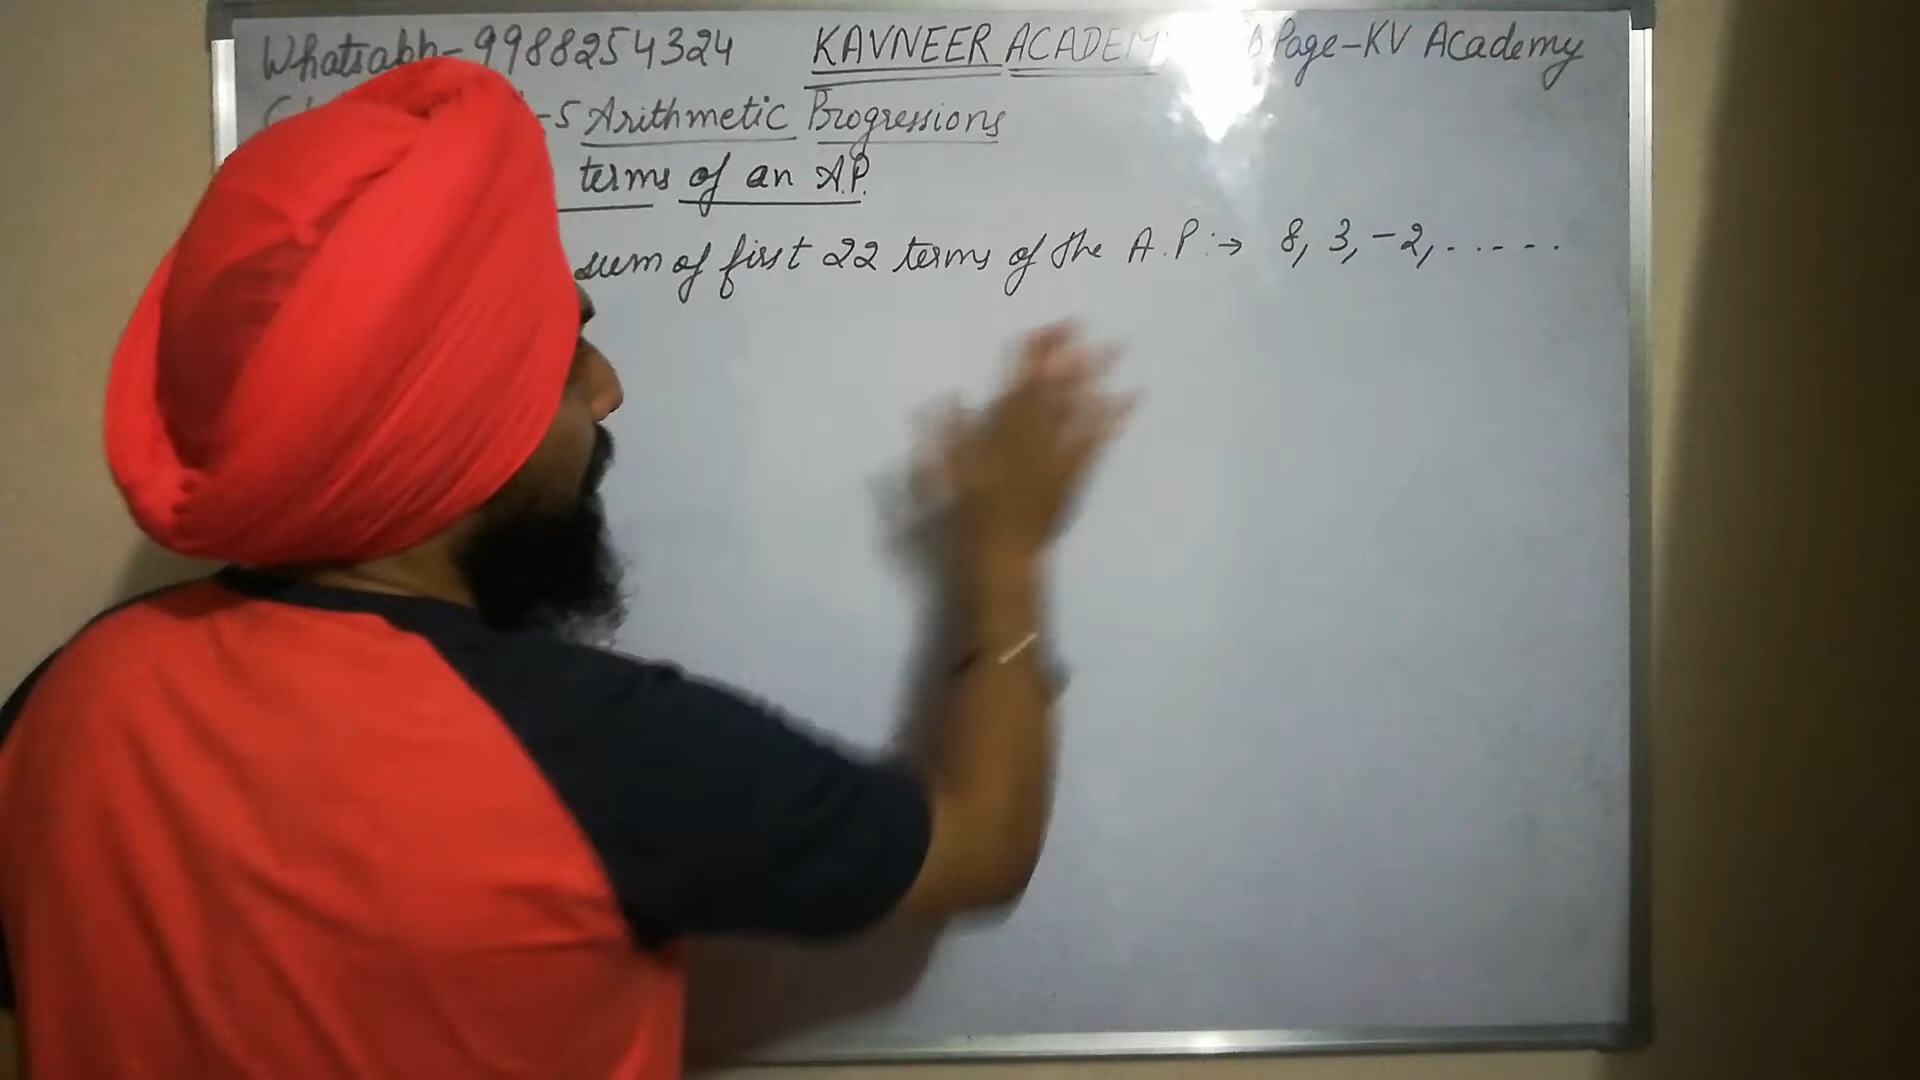 Whatsapp-9988254324 KAVNEER ACADEM Page-KV Academy
-5 Arithmetic Progressions
terms of an A.P.
sum of first 22 terms of the A.P:→ 8, 3, -2, .....